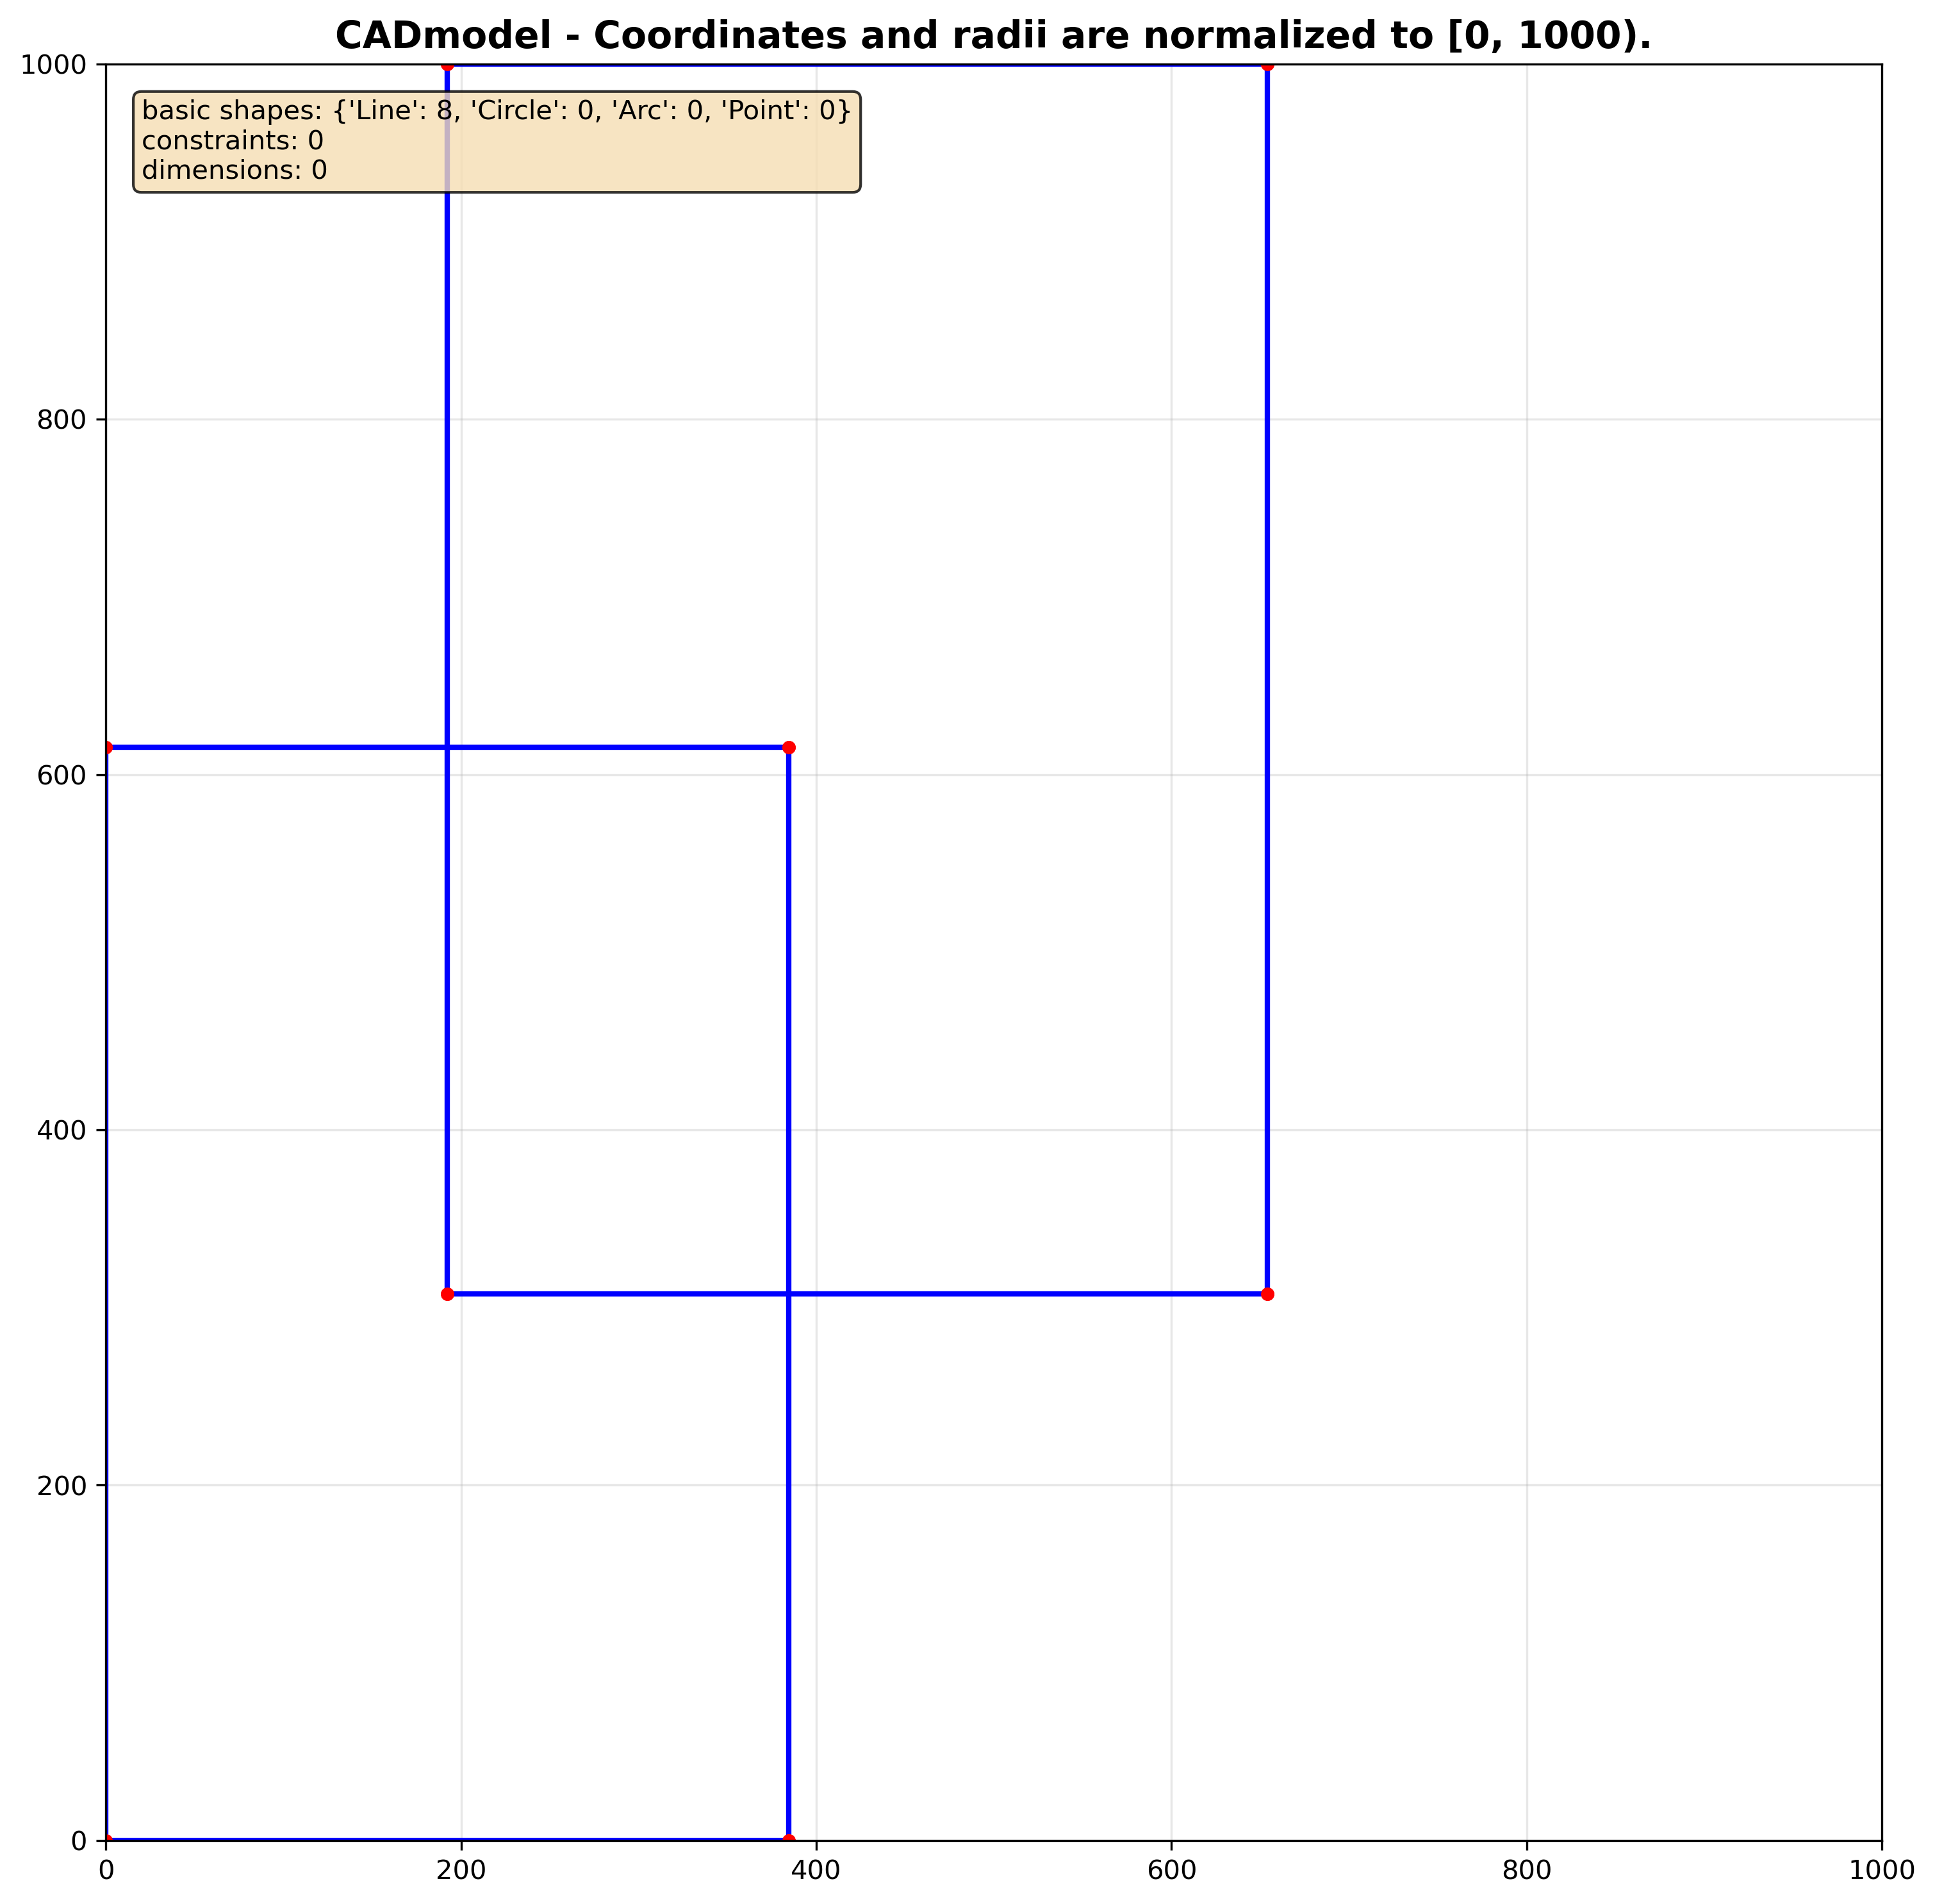 CADmodel - Coordinates and radii are normalized to [0, 1000).
1000
basic shapes: {'Line': 8, 'Circle': 0, 'Arc': 0, 'Point': 0}
constraints: 0
dimensions: 0
800
600
400
200
0
0 200 400 600 800 1000